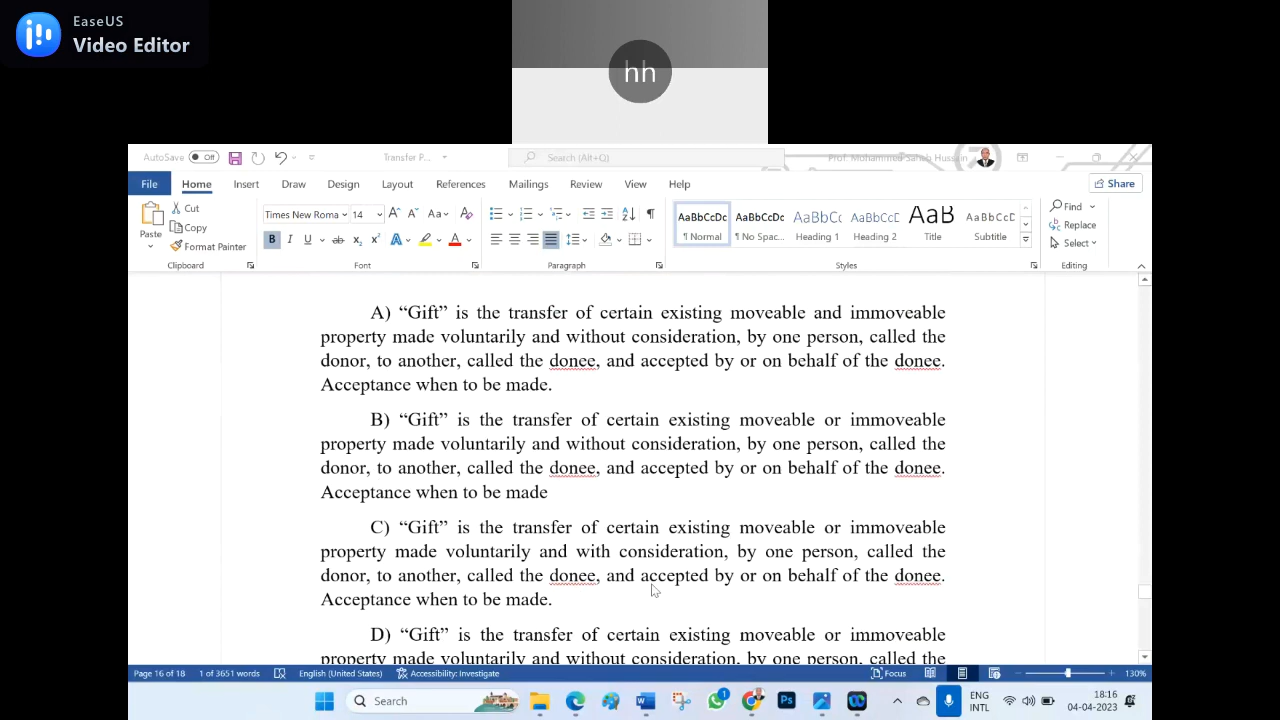 EaseUS
Video Editor
hh
AutoSave Off Transfer P... Search (Alt+Q) Prof. Mohammed
File Home Insert Draw Design Layout References Mailings Review View Help Share
Paste Cut Copy Format Painter
Times New Roma 14
AaBbCcDc AaBbCcDc AaBbCc AaBbCcD AaB AaBbCcD
¶ Normal ¶ No Spac... Heading 1 Heading 2 Title Subtitle
Find Replace Select
Clipboard Font Paragraph Styles Editing
A) “Gift” is the transfer of certain existing moveable and immoveable
property made voluntarily and without consideration, by one person, called the
donor, to another, called the donee, and accepted by or on behalf of the donee.
Acceptance when to be made.
B) “Gift” is the transfer of certain existing moveable or immoveable
property made voluntarily and without consideration, by one person, called the
donor, to another, called the donee, and accepted by or on behalf of the donee.
Acceptance when to be made
C) “Gift” is the transfer of certain existing moveable or immoveable
property made voluntarily and with consideration, by one person, called the
donor, to another, called the donee, and accepted by or on behalf of the donee.
Acceptance when to be made.
D) “Gift” is the transfer of certain existing moveable or immoveable
property made voluntarily and without consideration, by one person, called the
Page 16 of 18 1 of 3651 words English (United States) Accessibility: Investigate Focus 130%
Search ENG 18:16
INTL 04-04-2023